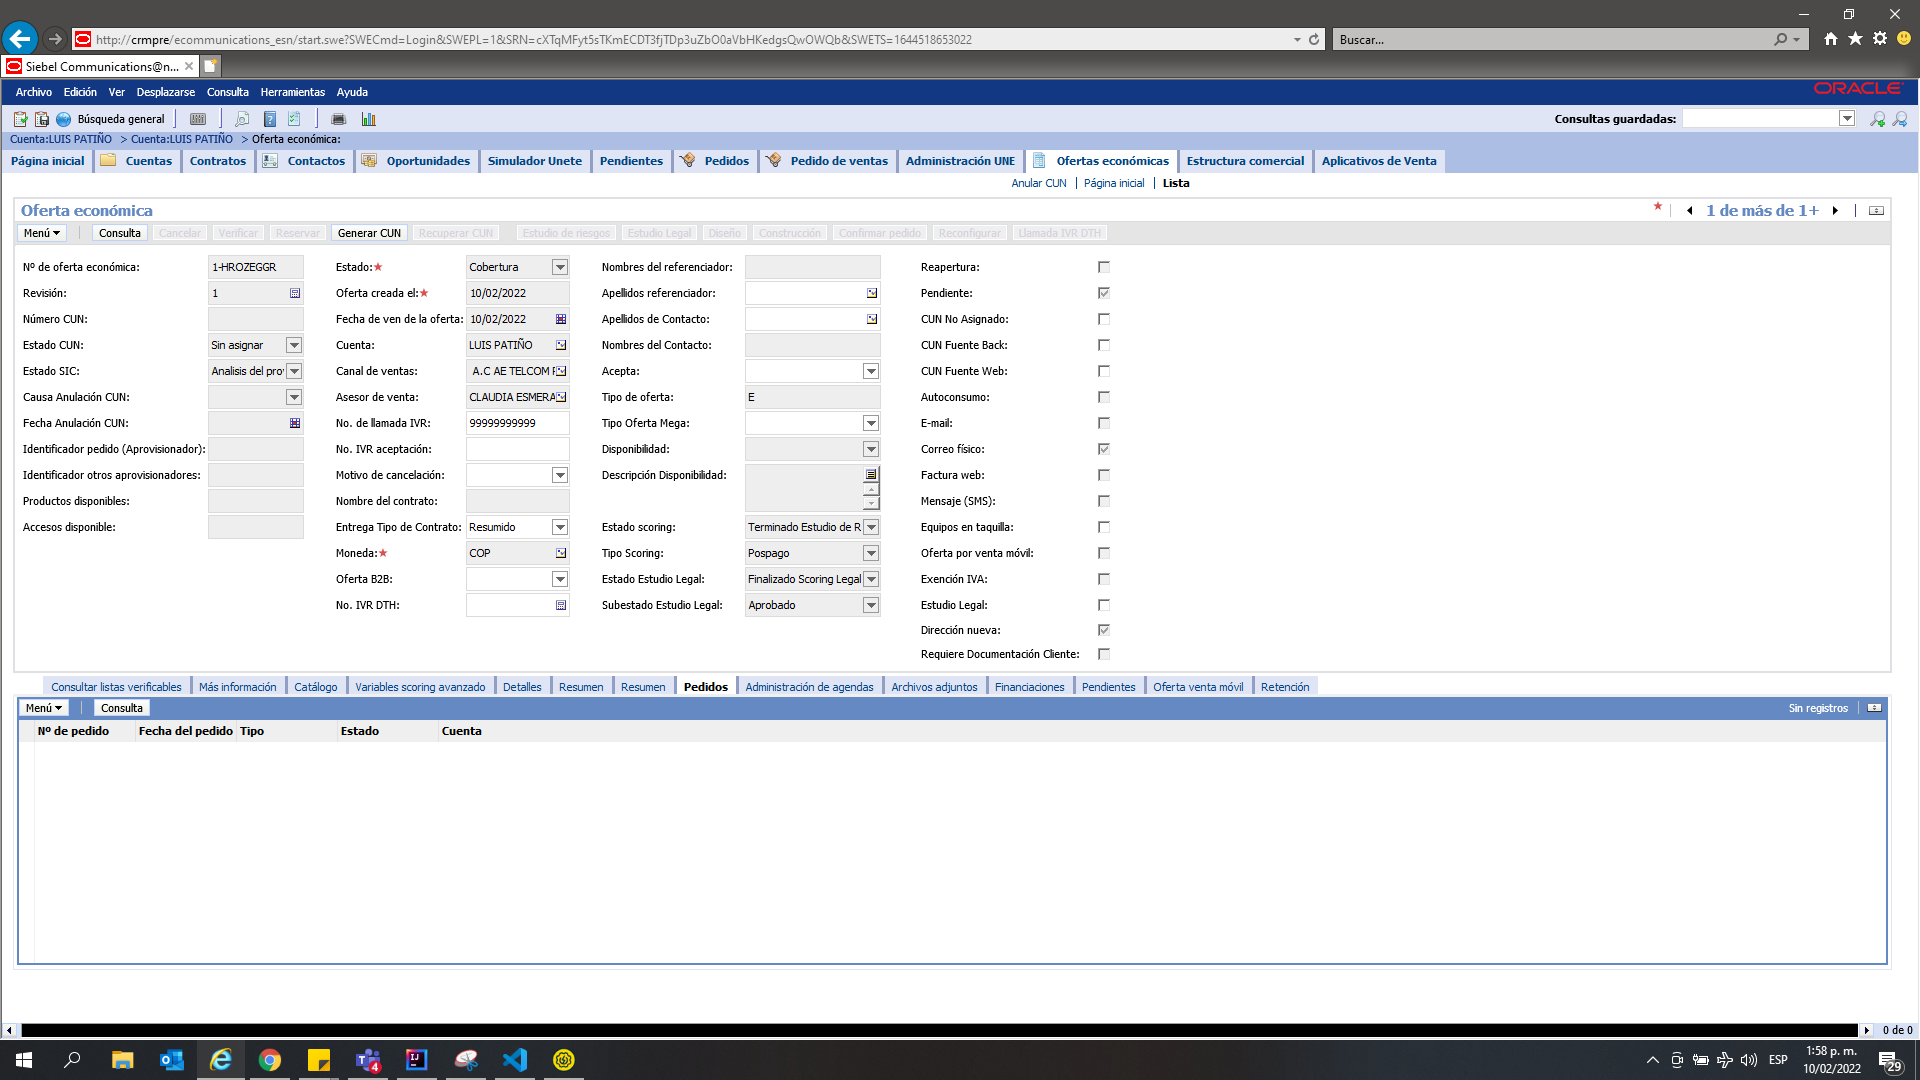 http://crmpre/ecommunications_esn/start.swe?SWECmd=Login&SWEPL=1&SRN=cXTqMFyt5sTKmECDT3fjTDp3uZbO0aVbHKedgsQwOWQb&SWETS=1644518653022
Buscar...
Siebel Communications@n...
Archivo Edición Ver Desplazarse Consulta Herramientas Ayuda
ORACLE
Búsqueda general
Consultas guardadas:
Cuenta:LUIS PATIÑO > Cuenta:LUIS PATIÑO > Oferta económica:
Página inicial Cuentas Contratos Contactos Oportunidades Simulador Unete Pendientes Pedidos Pedido de ventas Administración UNE Ofertas económicas Estructura comercial Aplicativos de Venta
Anular CUN | Página inicial | Lista
Oferta económica
1 de más de 1+
Menú Consulta Cancelar Verificar Reservar Generar CUN Recuperar CUN Estudio de riesgos Estudio Legal Diseño Construcción Confirmar pedido Reconfigurar Llamada IVR DTH
Nº de oferta económica: 1-HROZEGGR Estado: Cobertura Nombres del referenciador: Reapertura:
Revisión: 1 Oferta creada el: 10/02/2022 Apellidos referenciador: Pendiente:
Número CUN: Fecha de ven de la oferta: 10/02/2022 Apellidos de Contacto: CUN No Asignado:
Estado CUN: Sin asignar Cuenta: LUIS PATIÑO Nombres del Contacto: CUN Fuente Back:
Estado SIC: Analisis del pro Canal de ventas: A.C AE TELCOM Acepta: CUN Fuente Web:
Causa Anulación CUN: Asesor de venta: CLAUDIA ESMERA Tipo de oferta: E Autoconsumo:
Fecha Anulación CUN: No. de llamada IVR: 99999999999 Tipo Oferta Mega: E-mail:
Identificador pedido (Aprovisionador): No. IVR aceptación: Disponibilidad: Correo físico:
Identificador otros aprovisionadores: Motivo de cancelación: Descripción Disponibilidad: Factura web:
Productos disponibles: Nombre del contrato: Mensaje (SMS):
Accesos disponible: Entrega Tipo de Contrato: Resumido Estado scoring: Terminado Estudio de R Equipos en taquilla:
Moneda: COP Tipo Scoring: Pospago Oferta por venta móvil:
Oferta B2B: Estado Estudio Legal: Finalizado Scoring Legal Exención IVA:
No. IVR DTH: Subestado Estudio Legal: Aprobado Estudio Legal:
Dirección nueva:
Requiere Documentación Cliente:
Consultar listas verificables Más información Catálogo Variables scoring avanzado Detalles Resumen Resumen Pedidos Administración de agendas Archivos adjuntos Financiaciones Pendientes Oferta venta móvil Retención
Menú Consulta Sin registros
Nº de pedido Fecha del pedido Tipo Estado Cuenta
0 de 0
4
ESP
1:58 p. m.
10/02/2022
29